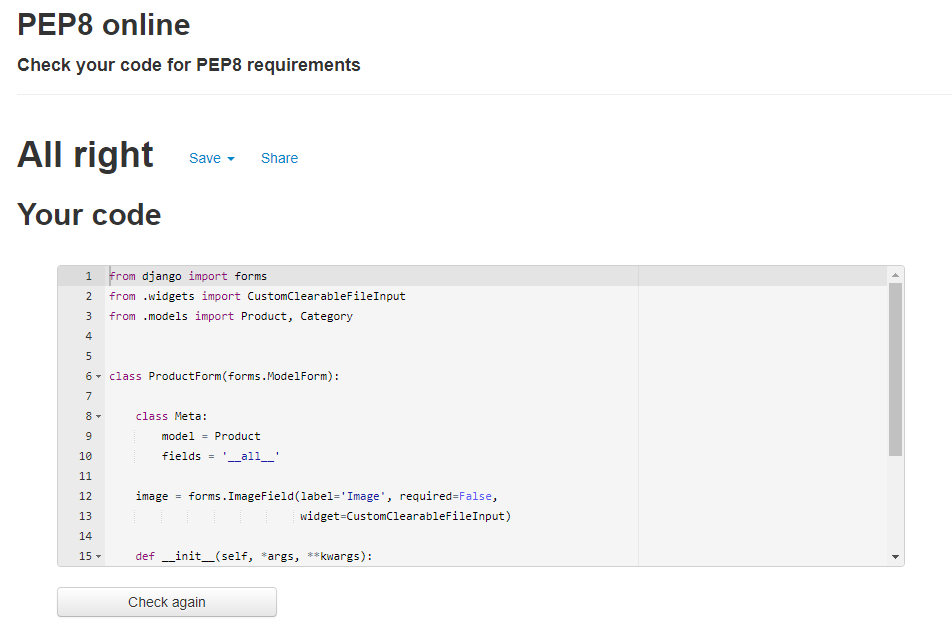 PEP8 online
Check your code for PEP8 requirements
All right Save Share
Your code
1 from django import forms
2 from .widgets import CustomClearableFileInput
3 from .models import Product, Category
4
5
6 class ProductForm(forms.ModelForm):
7
8     class Meta:
9         model = Product
10         fields = '__all__'
11
12     image = forms.ImageField(label='Image', required=False,
13                              widget=CustomClearableFileInput)
14
15     def __init__(self, *args, **kwargs):
Check again